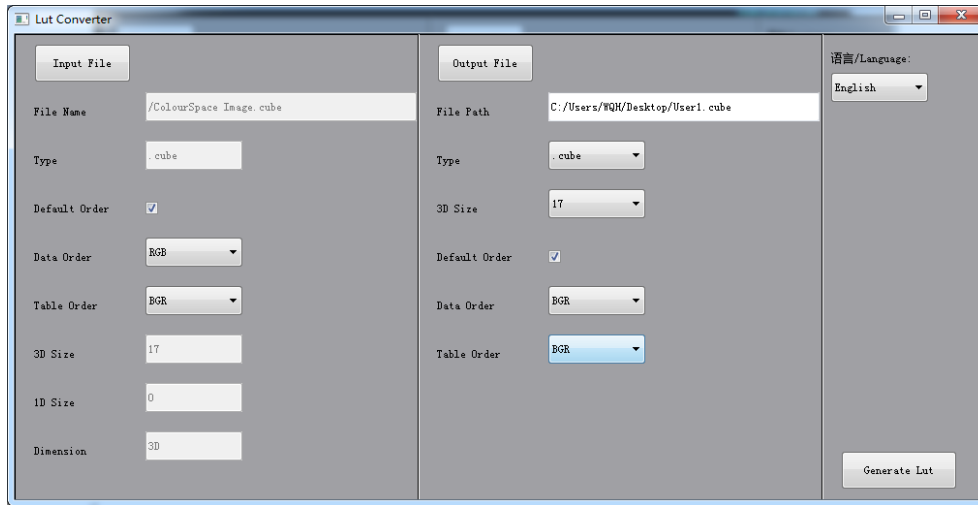 Lut Converter
Input File
File Name /ColourSpace Image.cube
Type .cube
Default Order
Data Order RGB
Table Order BGR
3D Size 17
1D Size 0
Dimension 3D
Output File
File Path C:/Users/WQH/Desktop/User1.cube
Type .cube
3D Size 17
Default Order
Data Order BGR
Table Order BGR
语言/Language:
English
Generate Lut